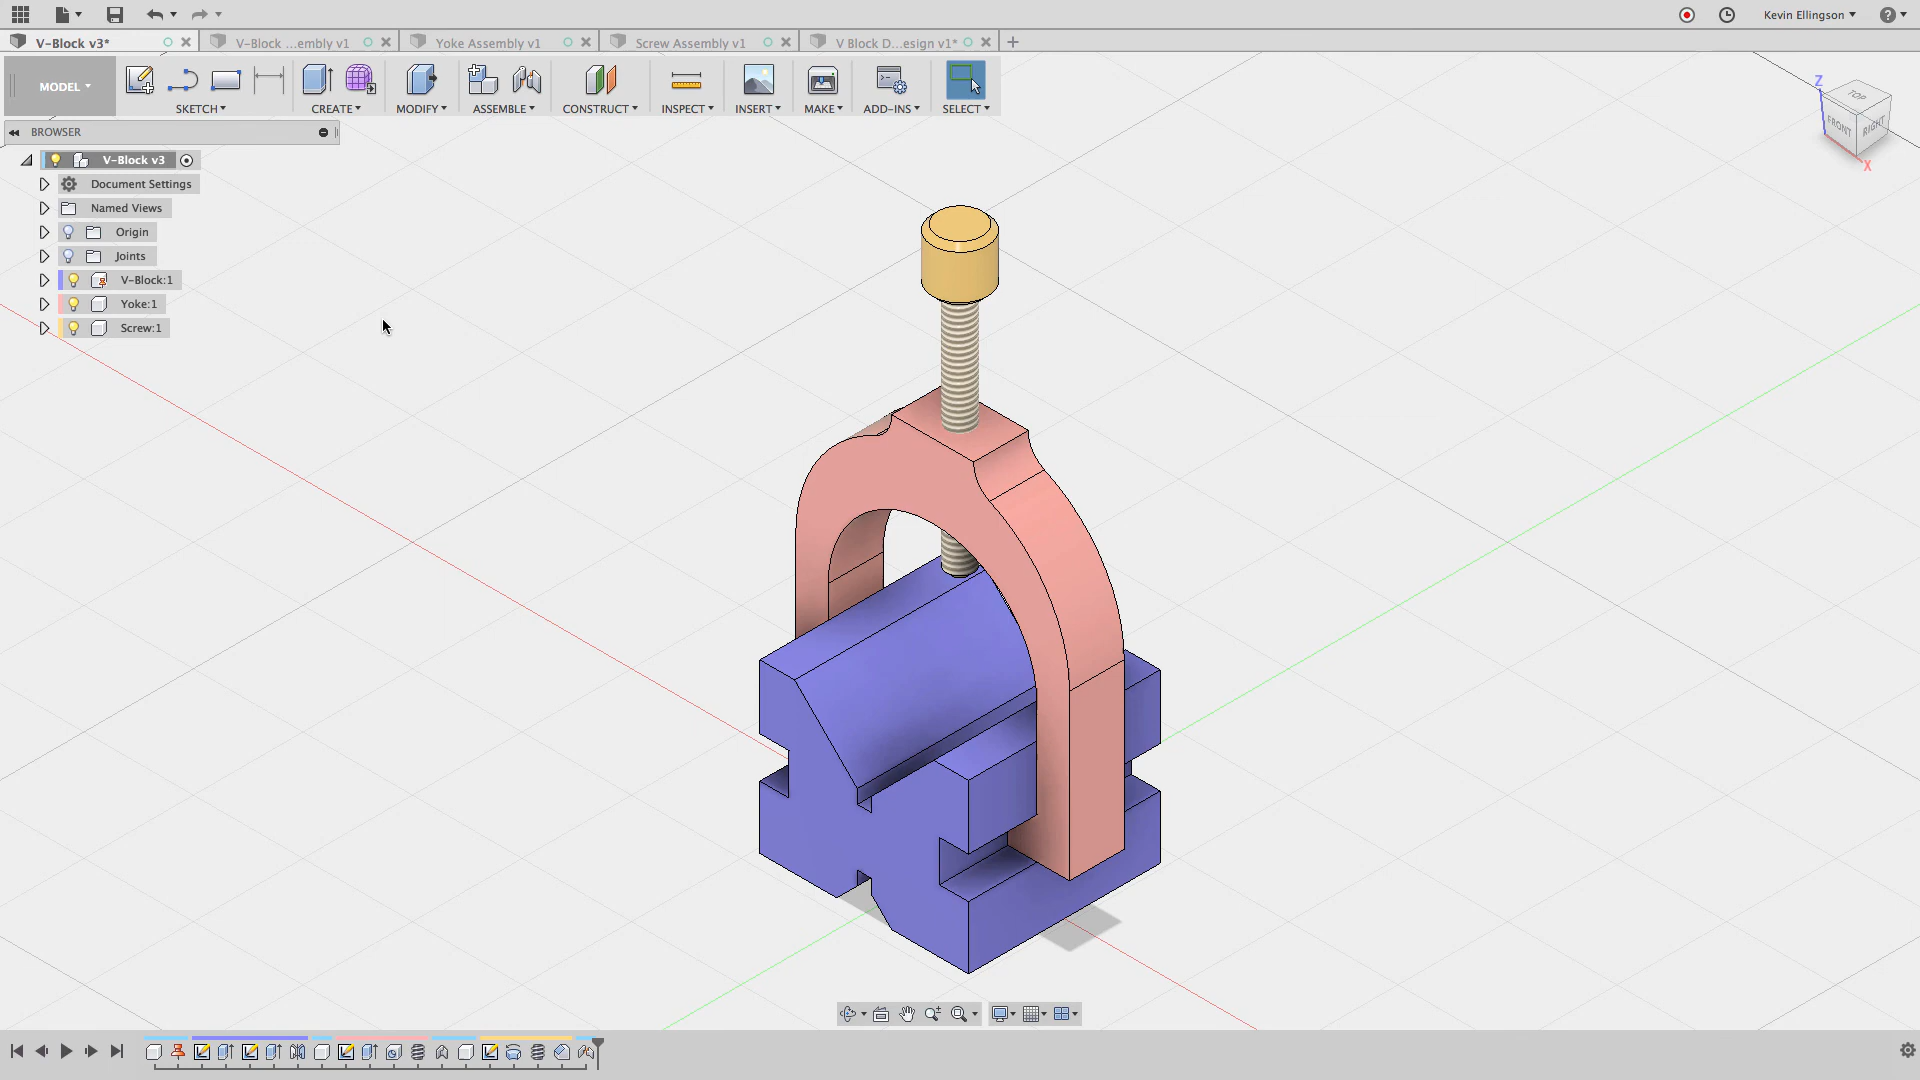 Kevin Ellingson
V-Block v3*
V-Block ...embly v1
Yoke Assembly v1
Screw Assembly v1
V Block D...esign v1*
MODEL
SKETCH
CREATE
MODIFY
ASSEMBLE
CONSTRUCT
INSPECT
INSERT
MAKE
ADD-INS
SELECT
BROWSER
V-Block v3
Document Settings
Named Views
Origin
Joints
V-Block:1
Yoke:1
Screw:1
Z
TOP
FRONT
RIGHT
X